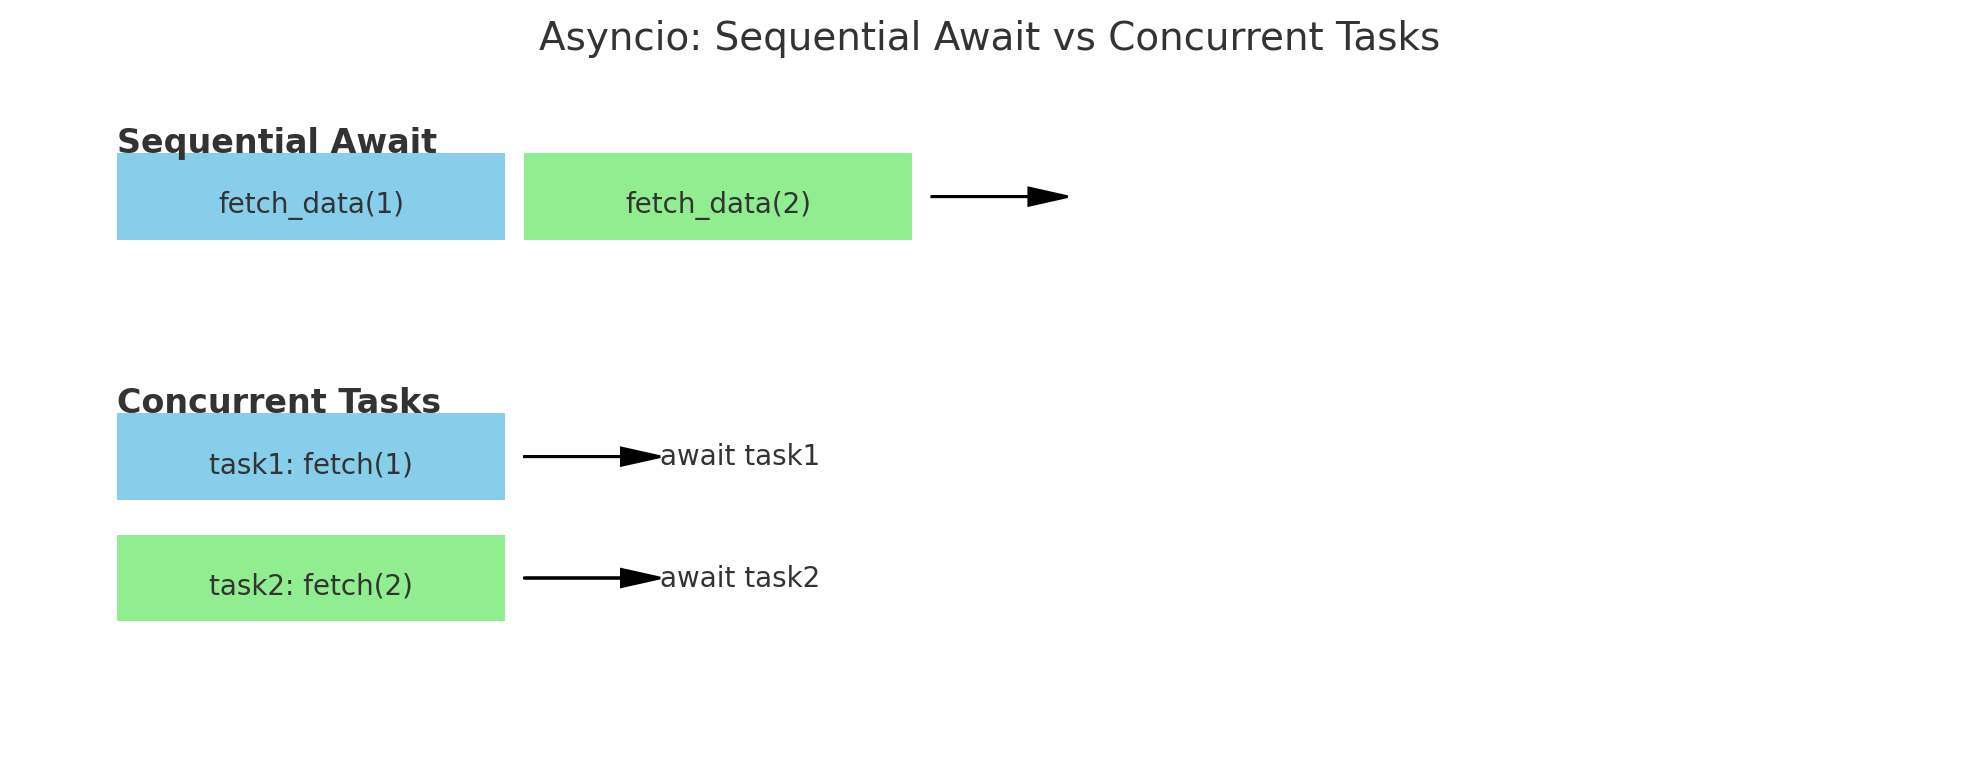 Asyncio: Sequential Await vs Concurrent Tasks
Sequential Await
fetch_data(1)
fetch_data(2)
Concurrent Tasks
task1: fetch(1)
await task1
task2: fetch(2)
await task2